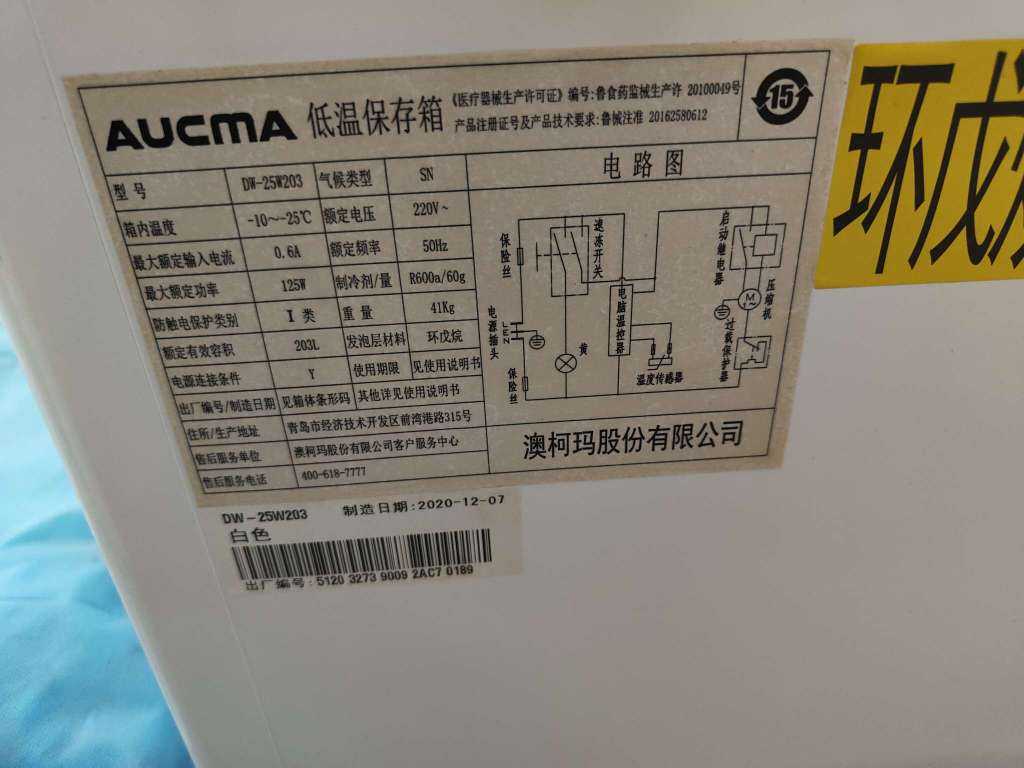 AUCMA 低温保存箱
《医疗器械生产许可证》编号:鲁食药监械生产许 20100049号
产品注册证号及产品技术要求:鲁械注准 20162580612
15
型号 DW-25W203 气候类型 SN
箱内温度 -10~-25℃ 额定电压 220V~
最大额定输入电流 0.6A 额定频率 50Hz
最大额定功率 125W 制冷剂/量 R600a/60g
防触电保护类别 I 类 重量 41Kg
额定有效容积 203L 发泡层材料 环戊烷
电源连接条件 Y 使用期限 见使用说明书
出厂编号/制造日期 见箱体条形码 其他详见使用说明书
住所/生产地址 青岛市经济技术开发区前湾港路315号
售后服务单位 澳柯玛股份有限公司客户服务中心
售后服务电话 400-618-7777
电路图
保险丝
速冻开关
启动继电器
压缩机
M
1~
电源插头
L
E
N
电脑温控器
黄
过载保护器
保险丝
温度传感器
澳柯玛股份有限公司
DW-25W203 制造日期:2020-12-07
白色
出厂编号:5120 3273 9009 2AC7 0189
环戊